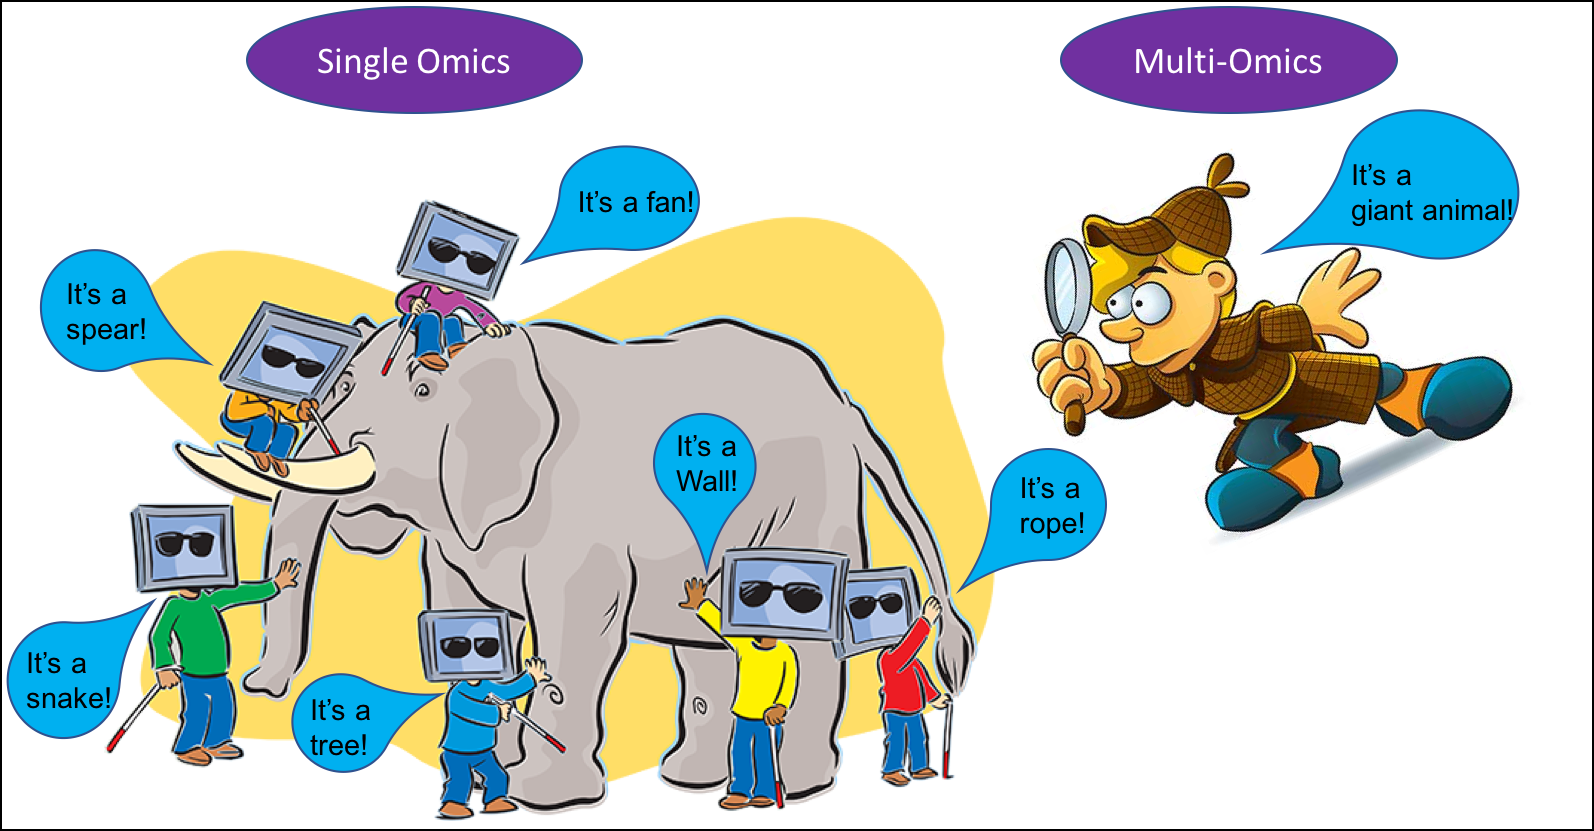 Single Omics
Multi-Omics
It's a fan!
It's a
giant animal!
It's a
spear!
It's a
Wall!
It's a
rope!
It's a
snake!
It's a
tree!